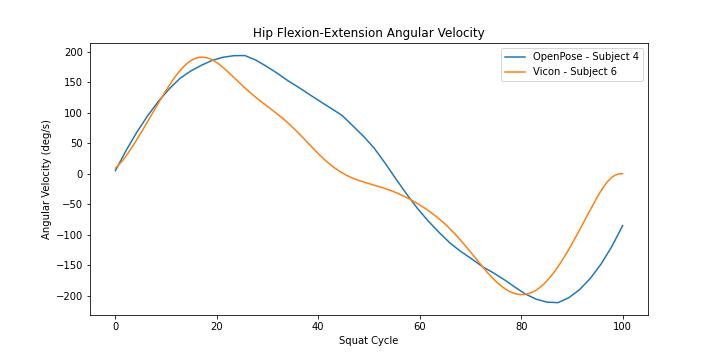 Hip Flexion-Extension Angular Velocity
OpenPose - Subject 4
Vicon - Subject 6
Angular Velocity (deg/s)
200
150
100
50
0
−50
−100
−150
−200
0 20 40 60 80 100
Squat Cycle